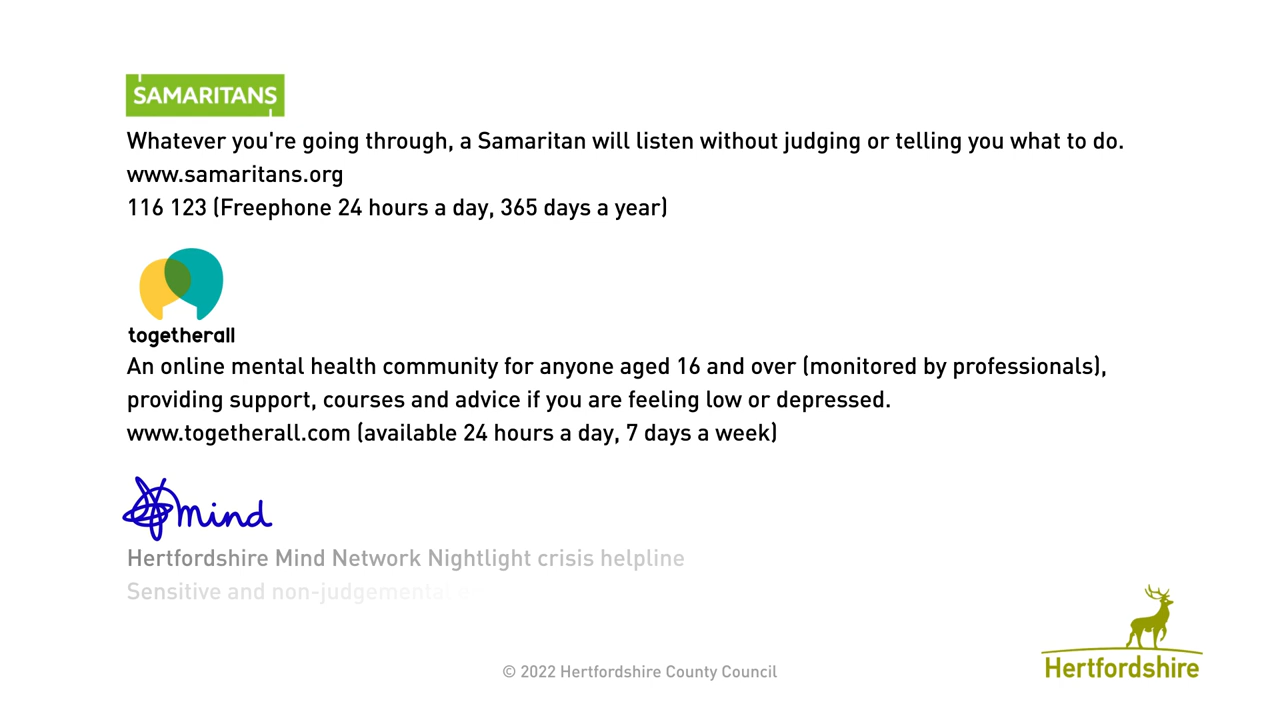 SAMARITANS
Whatever you're going through, a Samaritan will listen without judging or telling you what to do.
www.samaritans.org
116 123 (Freephone 24 hours a day, 365 days a year)
togetherall
An online mental health community for anyone aged 16 and over (monitored by professionals),
providing support, courses and advice if you are feeling low or depressed.
www.togetherall.com (available 24 hours a day, 7 days a week)
mind
Hertfordshire Mind Network Nightlight crisis helpline
Sensitive and non-judgemental
© 2022 Hertfordshire County Council
Hertfordshire